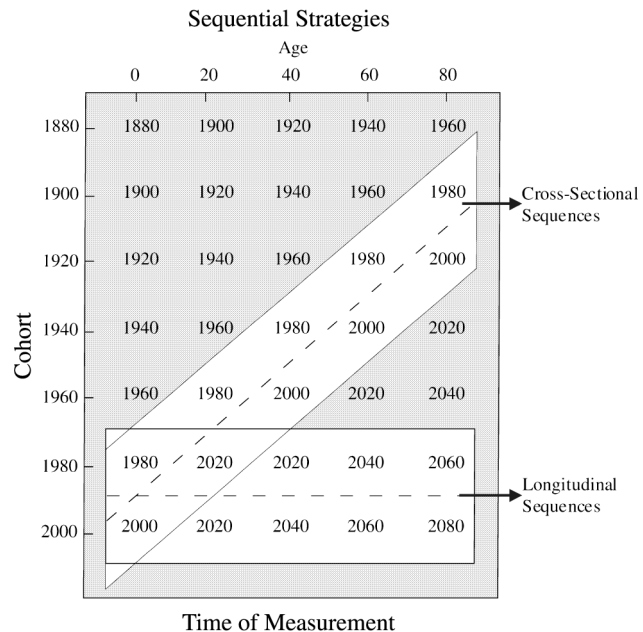 Sequential Strategies
Age
0 20 40 60 80
1880 1880 1900 1920 1940 1960
1900 1900 1920 1940 1960 1980
Cross-Sectional
Sequences
1920 1920 1940 1960 1980 2000
1940 1940 1960 1980 2000 2020
Cohort
1960 1960 1980 2000 2020 2040
1980 1980 2020 2020 2040 2060
Longitudinal
Sequences
2000 2000 2020 2040 2060 2080
Time of Measurement